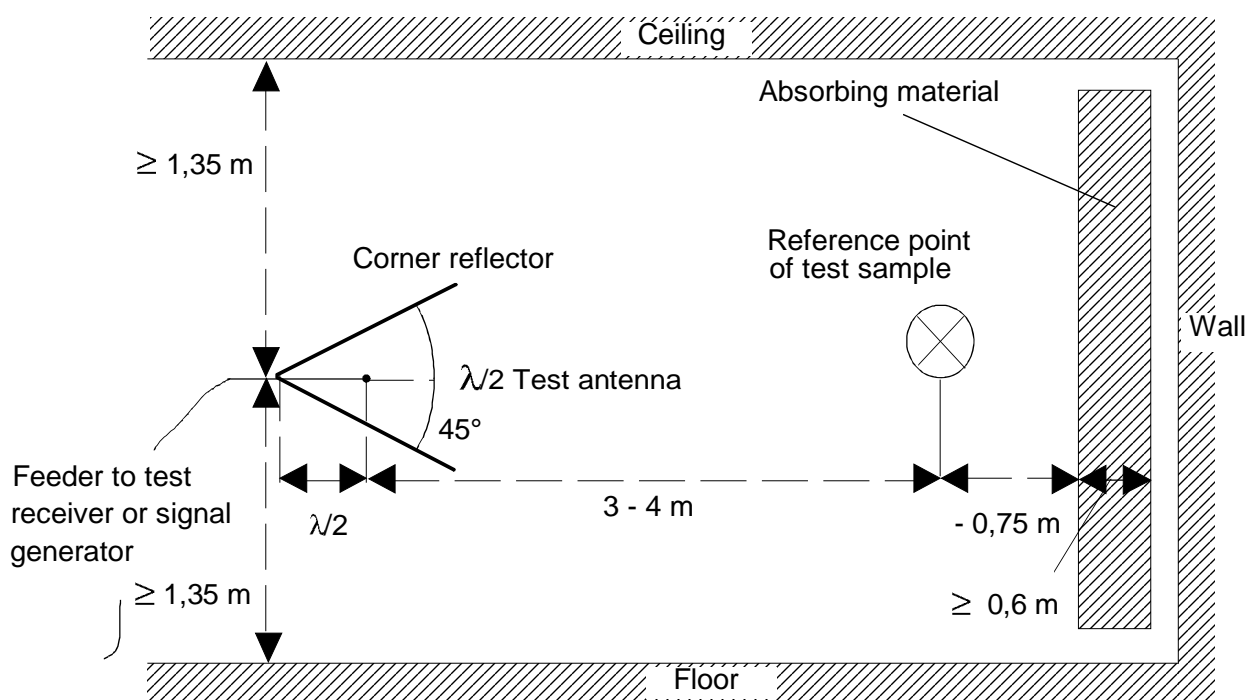 Ceiling
Absorbing material
≥ 1,35 m
Reference point
of test sample
Corner reflector
Wall
λ/2 Test antenna
45°
Feeder to test
receiver or signal
generator
λ/2
3 - 4 m
- 0,75 m
≥ 1,35 m
≥ 0,6 m
Floor